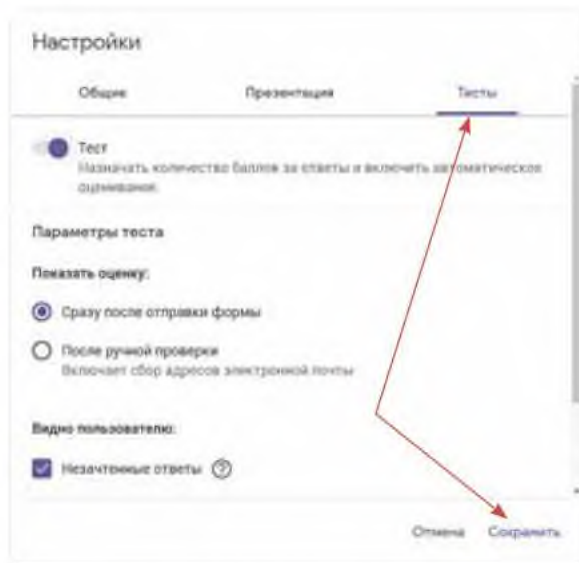 Настройки
Общие Презентация Тесты
Тест
Назначать количество баллов за ответы и включить автоматическое
оценивание.
Параметры теста
Показать оценку:
Сразу после отправки формы
После ручной проверки
Включает сбор адресов электронной почты
Видно пользователю:
Незачтенные ответы
Отмена Сохранить